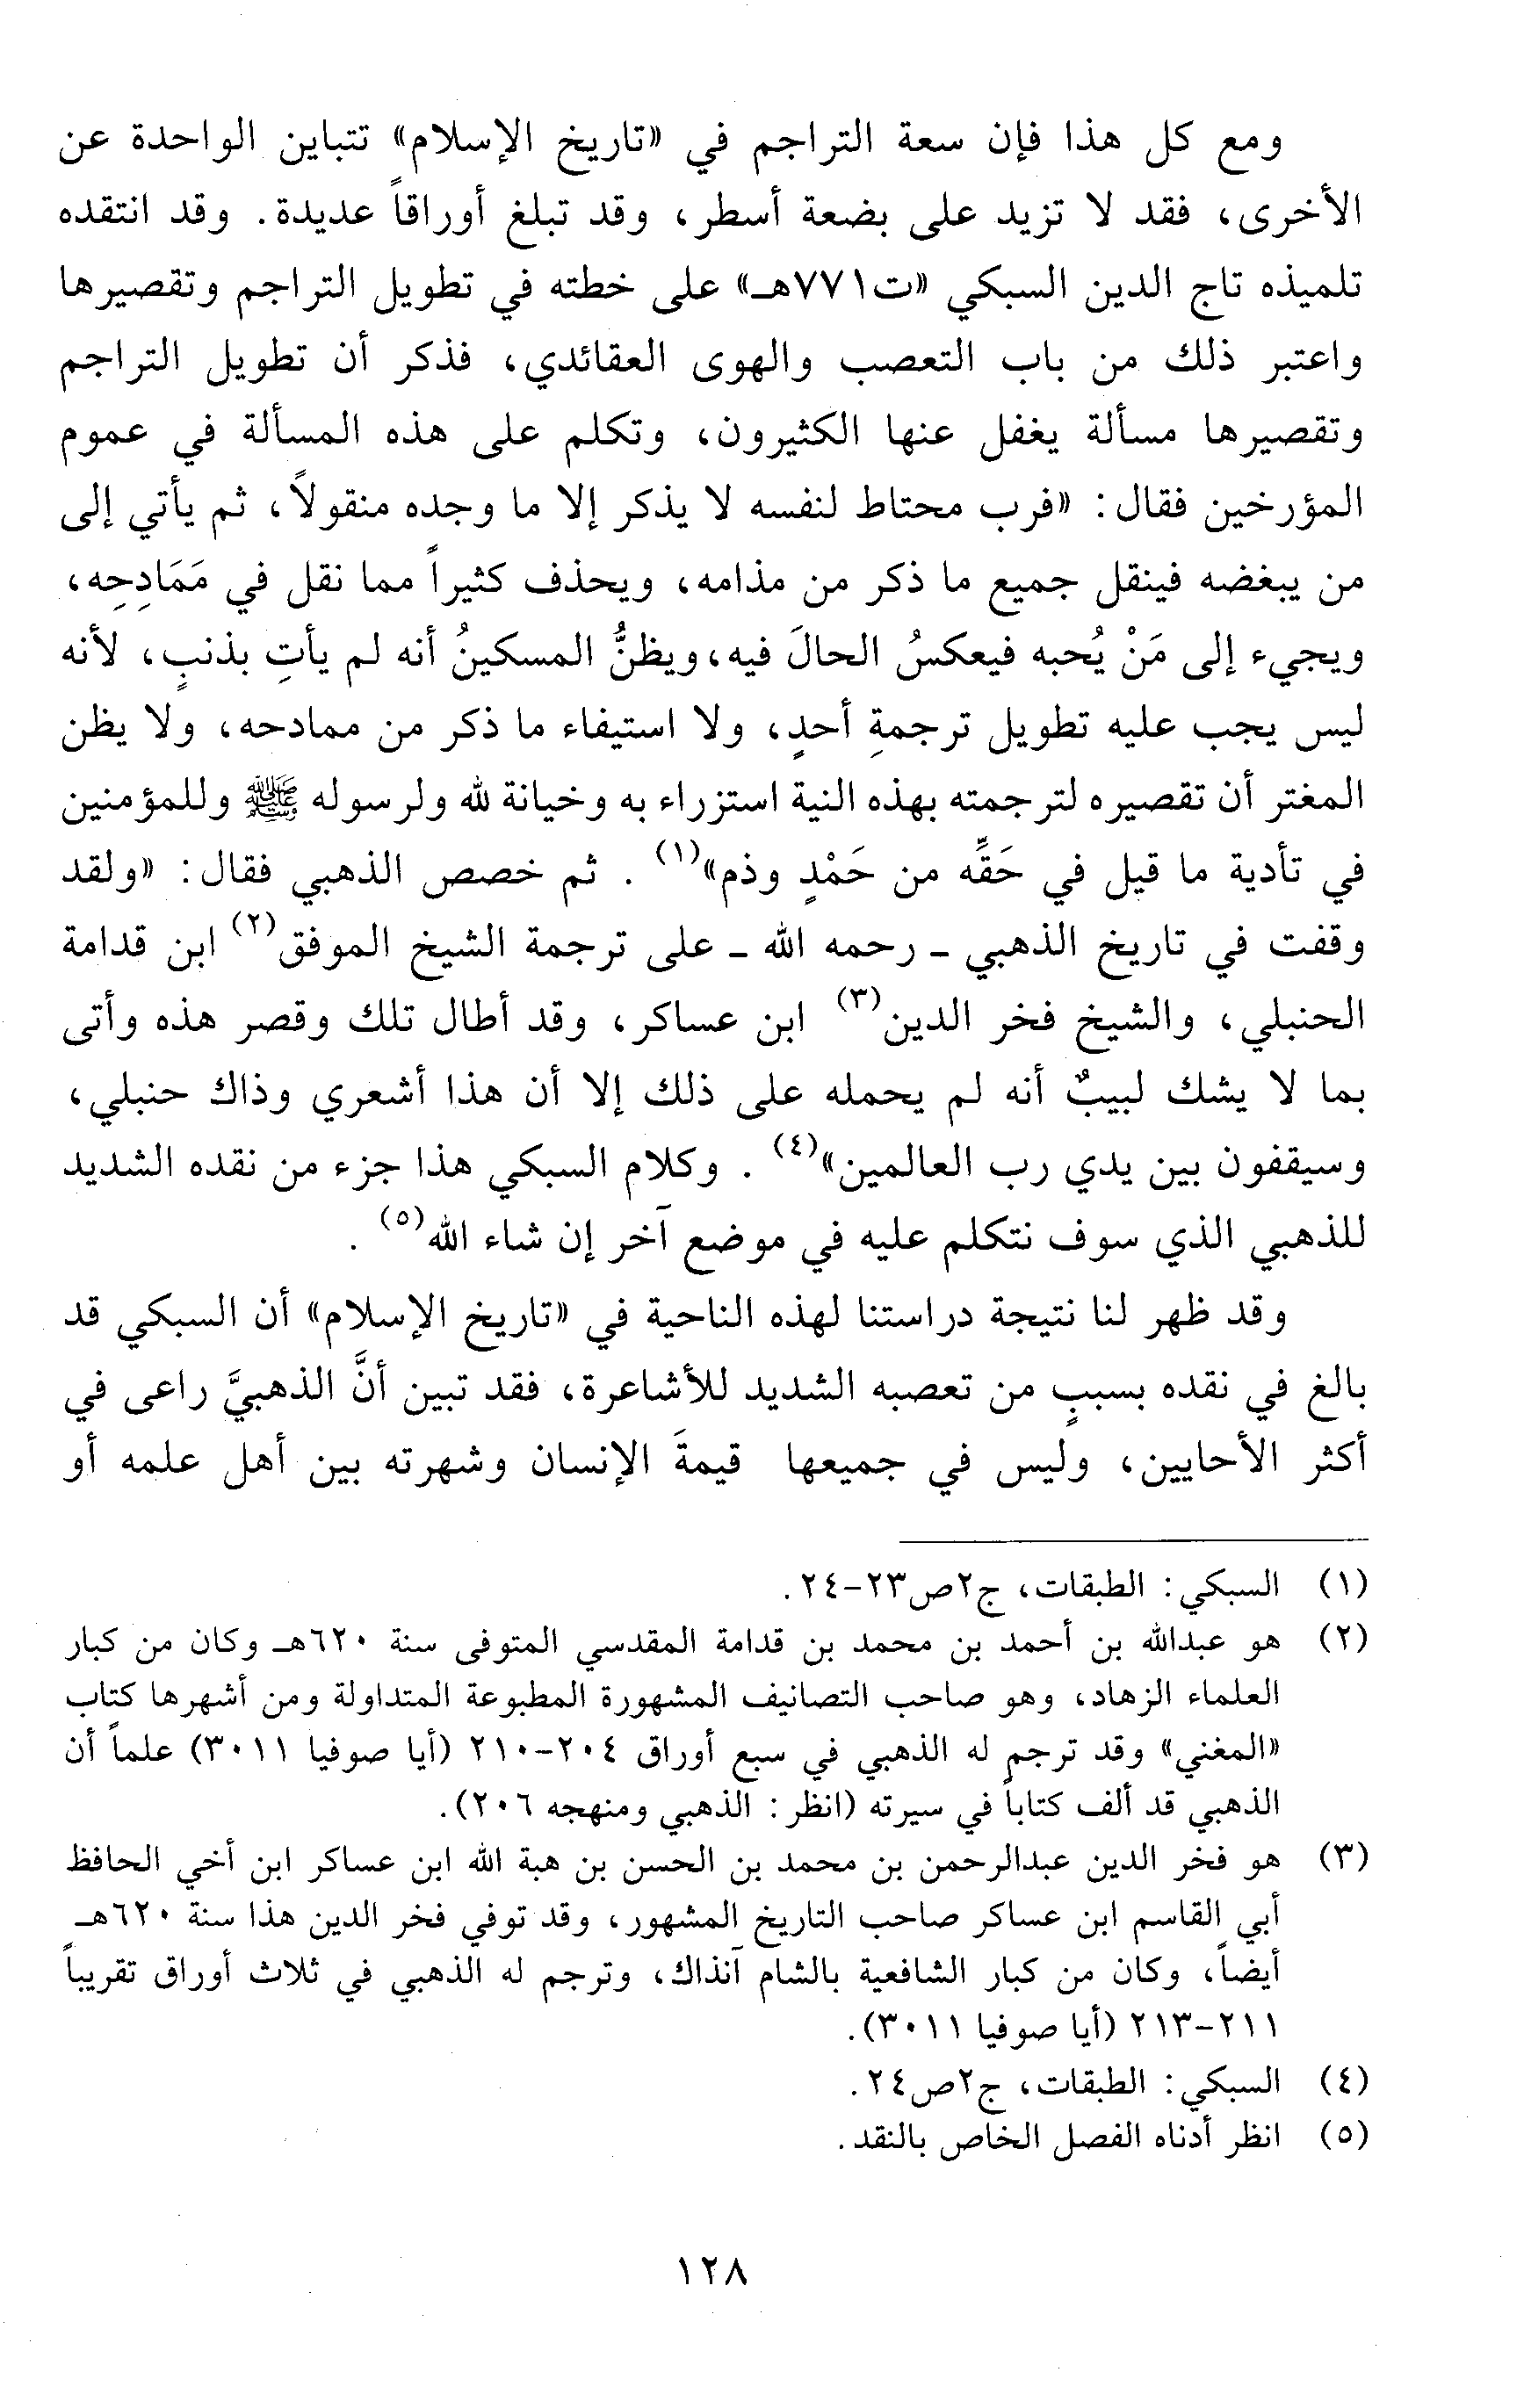 ومع كل هذا فإن سعة التراجم في «تاريخ الإسلام» تتباين الواحدة عن
الأخرى، فقد لا تزيد على بضعة أسطر، وقد تبلغ أوراقاً عديدة. وقد انتقده
تلميذه تاج الدين السبكي «ت٧٧١هـ» على خطته في تطويل التراجم وتقصيرها
واعتبر ذلك من باب التعصب والهوى العقائدي، فذكر أن تطويل التراجم
وتقصيرها مسألة يغفل عنها الكثيرون، وتكلم على هذه المسألة في عموم
المؤرخين فقال: «فرب محتاط لنفسه لا يذكر إلا ما وجده منقولاً، ثم يأتي إلى
من يبغضه فينقل جميع ما ذكر من مذامه، ويحذف كثيراً مما نقل في مَمَادِحِه،
ويجيء إلى مَنْ يُحبه فيعكسُ الحالَ فيه، ويظنُّ المسكينُ أنه لم يأتِ بذنبٍ، لأنه
ليس يجب عليه تطويل ترجمةِ أحدٍ، ولا استيفاء ما ذكر من ممادحه، ولا يظن
المغتر أن تقصيره لترجمته بهذه النية استزراء به وخيانة لله ولرسوله ﷺ وللمؤمنين
في تأدية ما قيل في حَقِّه من حَمْدٍ وذم»(١) . ثم خصص الذهبي فقال: «ولقد
وقفت في تاريخ الذهبي ـ رحمه الله ـ على ترجمة الشيخ الموفق(٢) ابن قدامة
الحنبلي، والشيخ فخر الدين(٣) ابن عساكر، وقد أطال تلك وقصر هذه وأتى
بما لا يشك لبيبٌ أنه لم يحمله على ذلك إلا أن هذا أشعري وذاك حنبلي،
وسيقفون بين يدي رب العالمين»(٤) . وكلام السبكي هذا جزء من نقده الشديد
للذهبي الذي سوف نتكلم عليه في موضع آخر إن شاء الله(٥) .
وقد ظهر لنا نتيجة دراستنا لهذه الناحية في «تاريخ الإسلام» أن السبكي قد
بالغ في نقده بسببٍ من تعصبه الشديد للأشاعرة، فقد تبين أنَّ الذهبيَّ راعى في
أكثر الأحايين، وليس في جميعها قيمةَ الإنسان وشهرته بين أهل علمه أو
(١) السبكي: الطبقات، ج٢ص٢٣-٢٤.
(٢) هو عبدالله بن أحمد بن محمد بن قدامة المقدسي المتوفى سنة ٦٢٠هـ وكان من كبار
العلماء الزهاد، وهو صاحب التصانيف المشهورة المطبوعة المتداولة ومن أشهرها كتاب
«المغني» وقد ترجم له الذهبي في سبع أوراق ٢٠٤-٢١٠ (أيا صوفيا ٣٠١١) علماً أن
الذهبي قد ألف كتاباً في سيرته (انظر: الذهبي ومنهجه ٢٠٦).
(٣) هو فخر الدين عبدالرحمن بن محمد بن الحسن بن هبة الله ابن عساكر ابن أخي الحافظ
أبي القاسم ابن عساكر صاحب التاريخ المشهور، وقد توفي فخر الدين هذا سنة ٦٢٠هـ
أيضاً، وكان من كبار الشافعية بالشام آنذاك، وترجم له الذهبي في ثلاث أوراق تقريباً
٢١١-٢١٣ (أيا صوفيا ٣٠١١).
(٤) السبكي: الطبقات، ج٢ص٢٤.
(٥) انظر أدناه الفصل الخاص بالنقد.
١٢٨